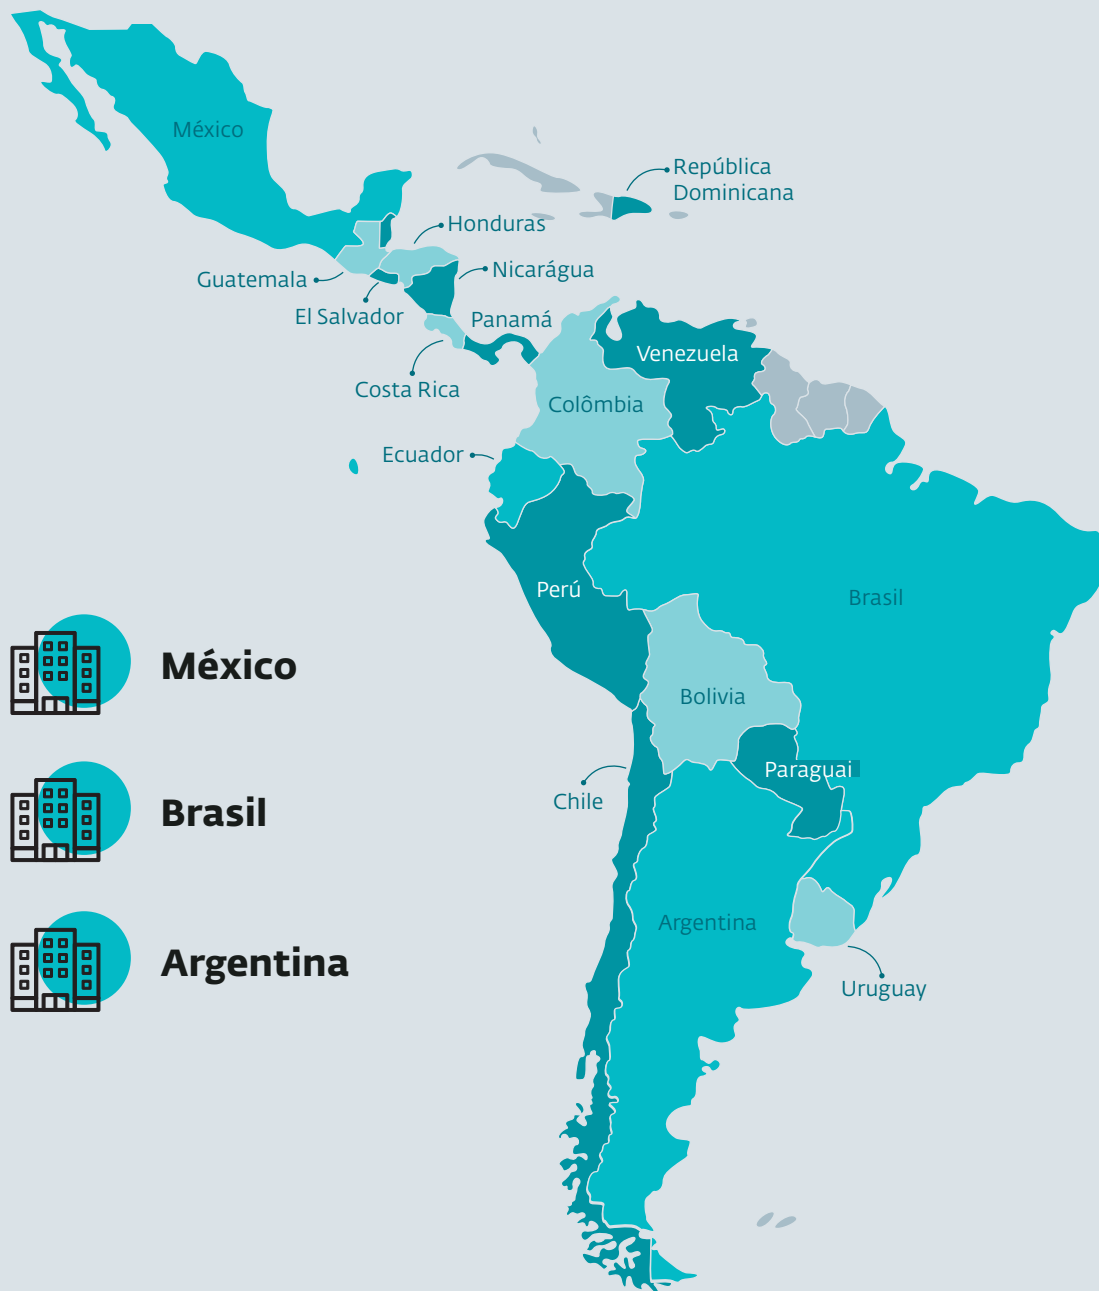 México
República
Dominicana
Honduras
Nicarágua
Guatemala
El Salvador
Panamá
Venezuela
Costa Rica
Colômbia
Ecuador
Perú
Brasil
México
Bolivia
Paraguai
Chile
Brasil
Argentina
Argentina
Uruguay